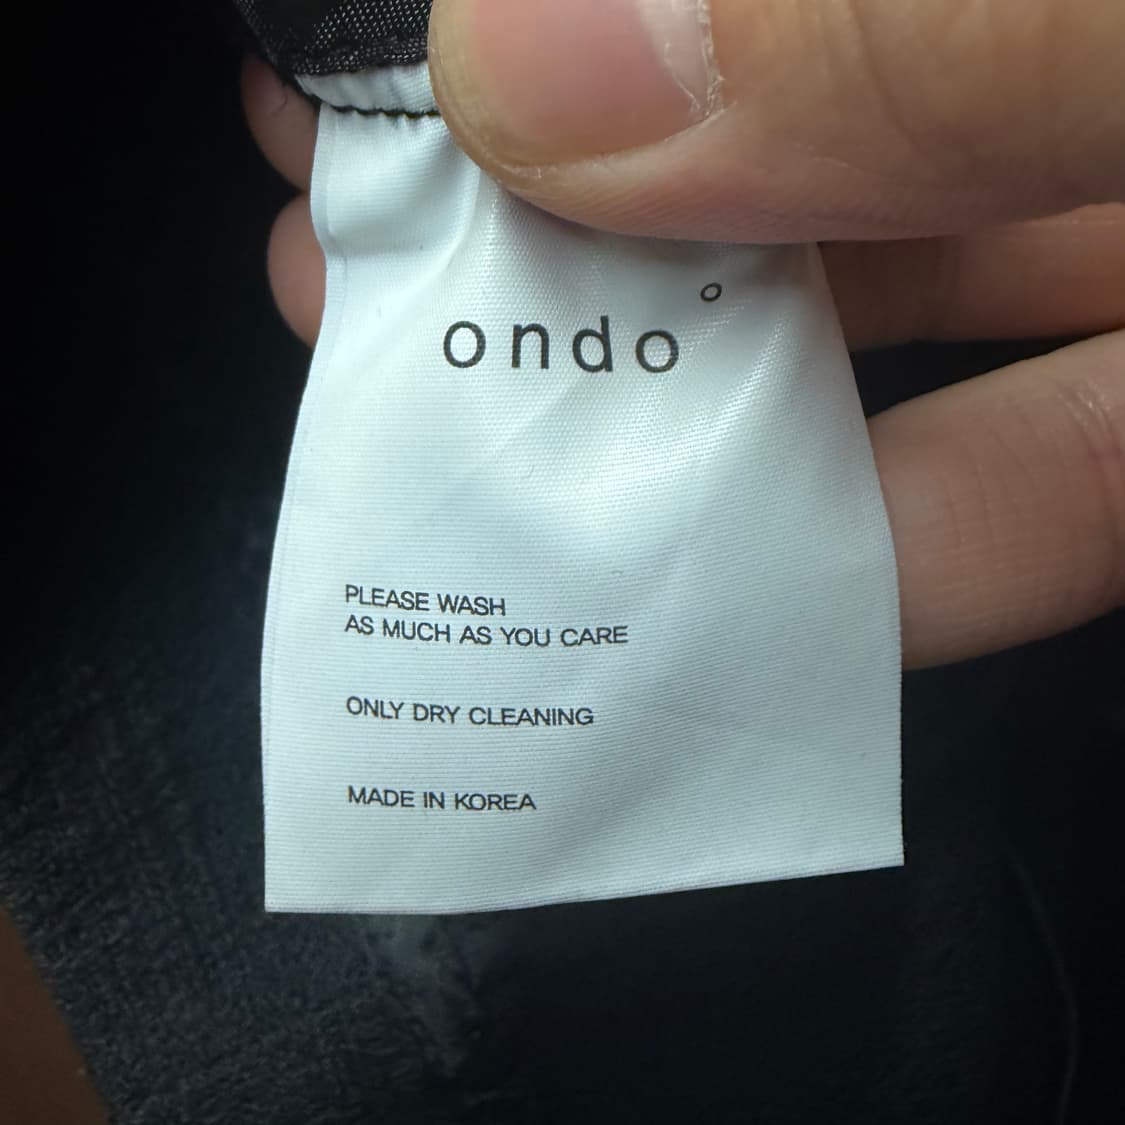 ondo°
PLEASE WASH
AS MUCH AS YOU CARE
ONLY DRY CLEANING
MADE IN KOREA